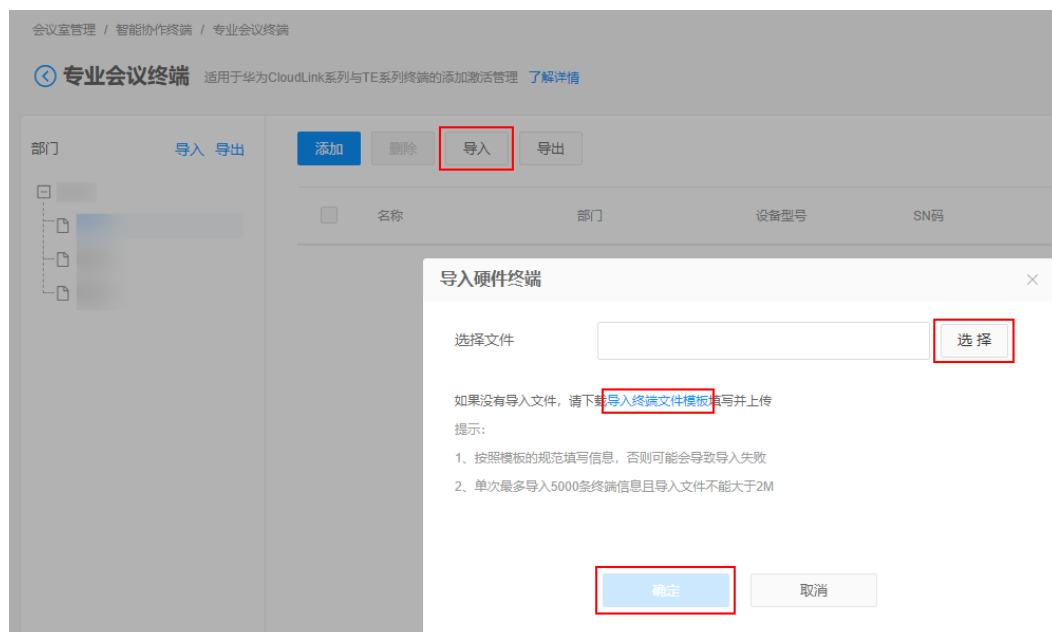 会议室管理 / 智能协作终端 / 专业会议终端
专业会议终端 适用于华为CloudLink系列与TE系列终端的添加激活管理 了解详情
部门 导入 导出
添加 删除 导入 导出
名称 部门 设备型号 SN码
导入硬件终端
选择文件 选 择
如果没有导入文件，请下载导入终端文件模板填写并上传
提示：
1、按照模板的规范填写信息，否则可能会导致导入失败
2、单次最多导入5000条终端信息且导入文件不能大于2M
确定 取消